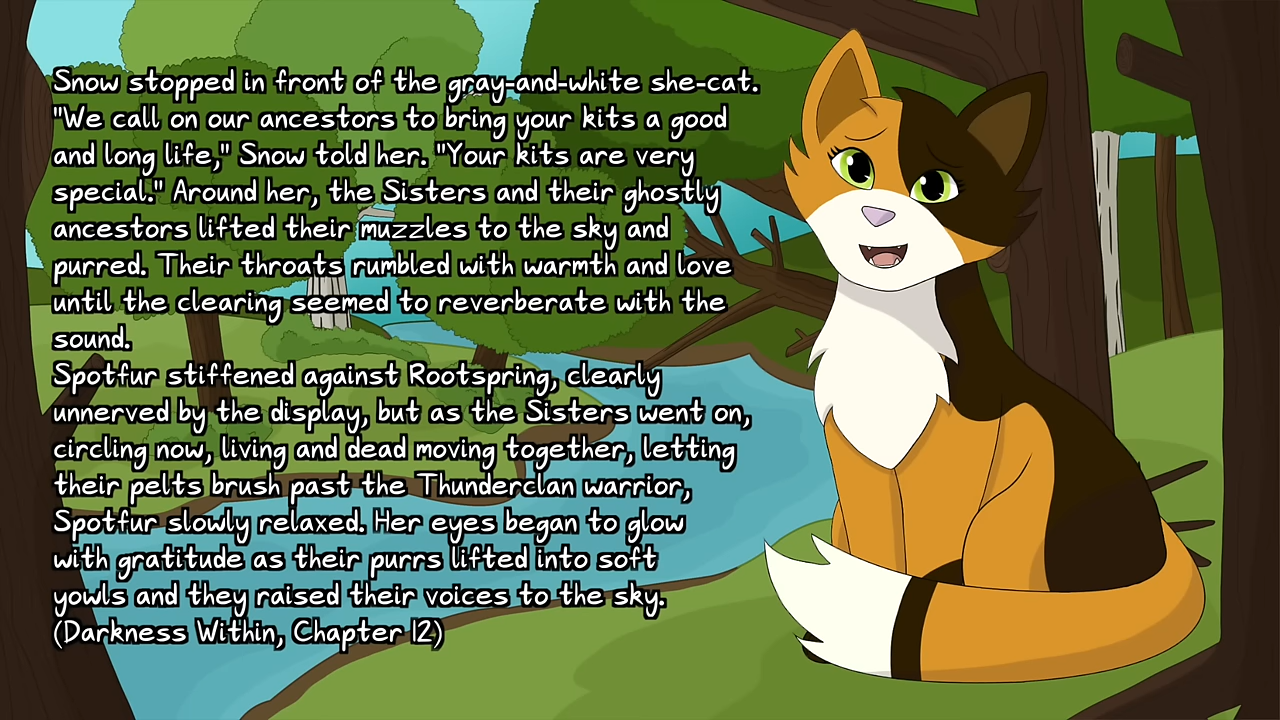 Snow stopped in front of the gray-and-white she-cat.
"We call on our ancestors to bring your kits a good
and long life," Snow told her. "Your kits are very
special." Around her, the Sisters and their ghostly
ancestors lifted their muzzles to the sky and
purred. Their throats rumbled with warmth and love
until the clearing seemed to reverberate with the
sound.
Spotfur stiffened against Rootspring, clearly
unnerved by the display, but as the Sisters went on,
circling now, living and dead moving together, letting
their pelts brush past the Thunderclan warrior,
Spotfur slowly relaxed. Her eyes began to glow
with gratitude as their purrs lifted into soft
yowls and they raised their voices to the sky.
(Darkness Within, Chapter 12)